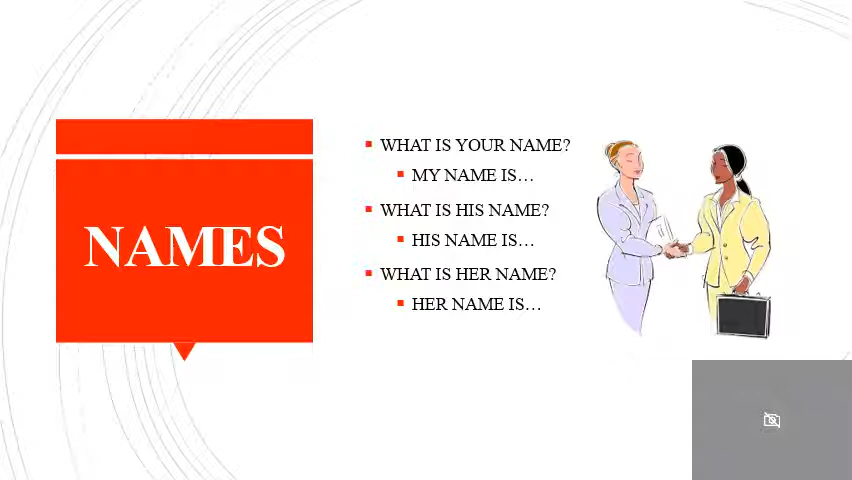 NAMES
WHAT IS YOUR NAME?
MY NAME IS…
WHAT IS HIS NAME?
HIS NAME IS…
WHAT IS HER NAME?
HER NAME IS…